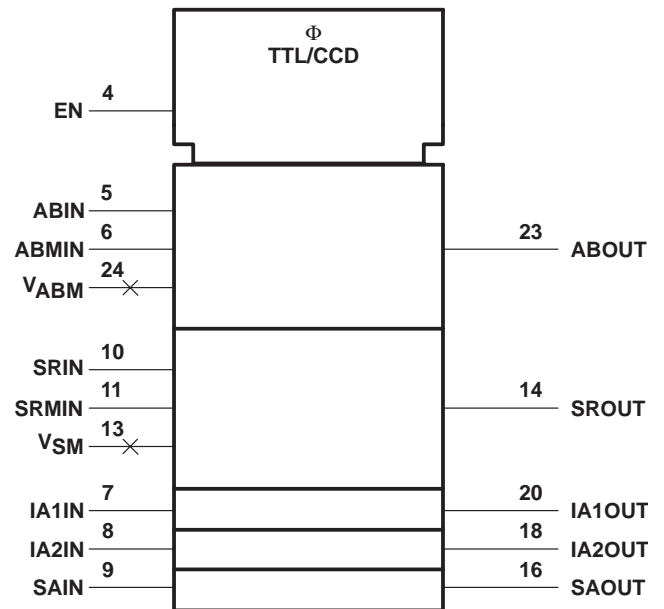 Φ
TTL/CCD
4
EN
5
ABIN
6
ABMIN
23
ABOUT
24
VABM
10
SRIN
11
SRMIN
14
SROUT
13
VSM
7
IA1IN
20
IA1OUT
8
IA2IN
18
IA2OUT
9
SAIN
16
SAOUT